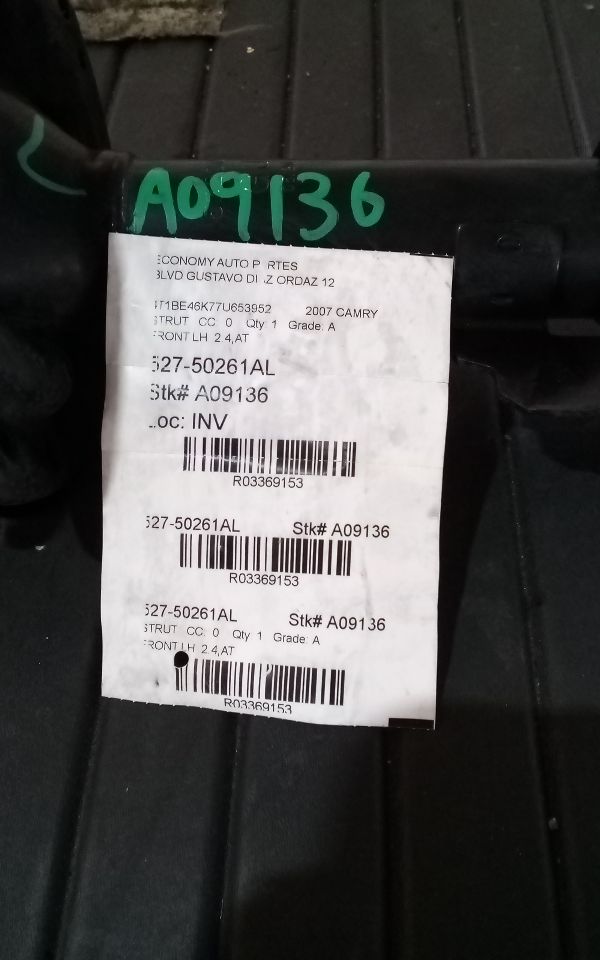 A09136
ECONOMY AUTO P RTES
BLVD GUSTAVO DI Z ORDAZ 12
4T1BE46K77U653952 2007 CAMRY
STRUT CC: 0 Qty: 1 Grade: A
FRONT LH 2.4,AT
527-50261AL
Stk# A09136
Loc: INV
R03369153
527-50261AL Stk# A09136
R03369153
527-50261AL Stk# A09136
STRUT CC: 0 Qty 1 Grade: A
FRONT LH 2.4,AT
R03369153